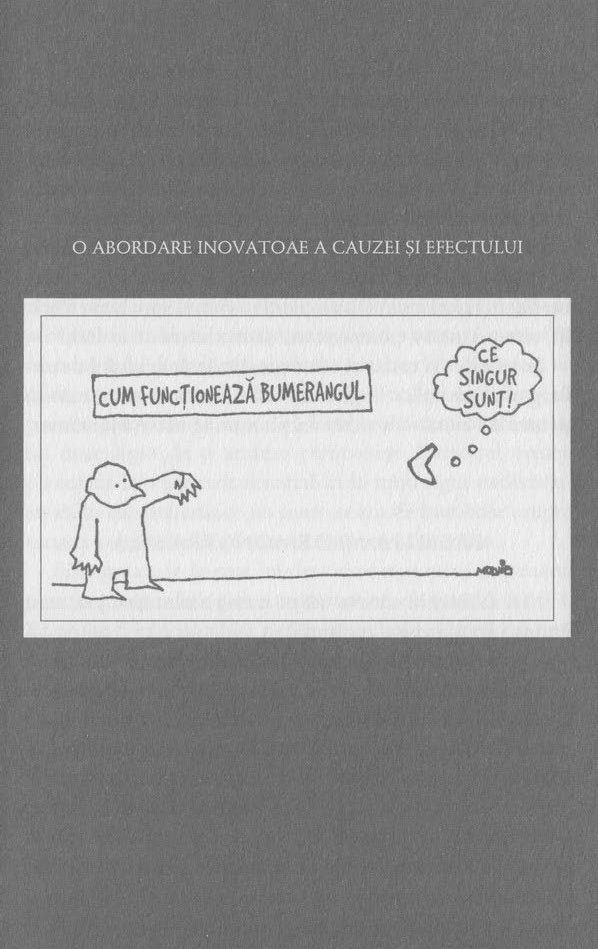 O ABORDARE INOVATOAE A CAUZEI ȘI EFECTULUI
CUM FUNCȚIONEAZĂ BUMERANGUL
CE
SINGUR
SUNT!